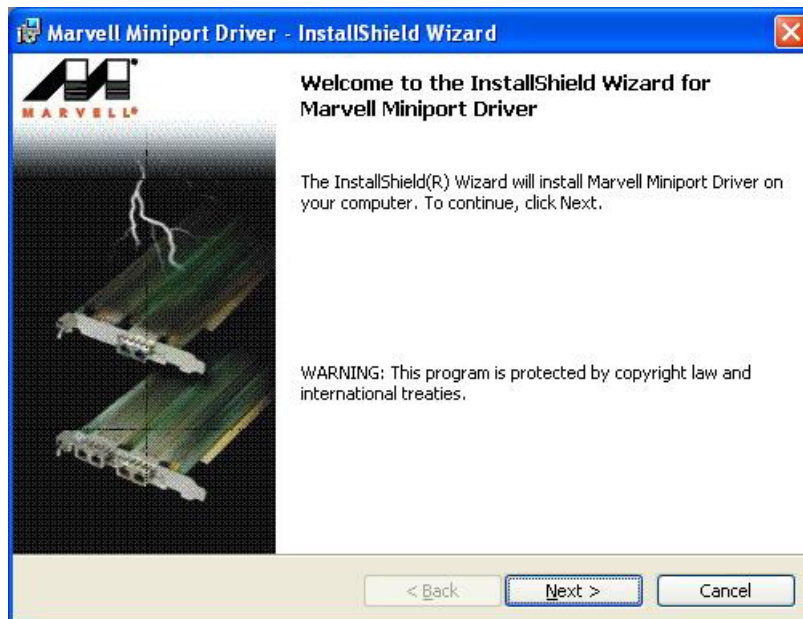 Marvell Miniport Driver - InstallShield Wizard
MARVELL®
Welcome to the InstallShield Wizard for
Marvell Miniport Driver
The InstallShield(R) Wizard will install Marvell Miniport Driver on
your computer. To continue, click Next.
WARNING: This program is protected by copyright law and
international treaties.
< Back
Next >
Cancel